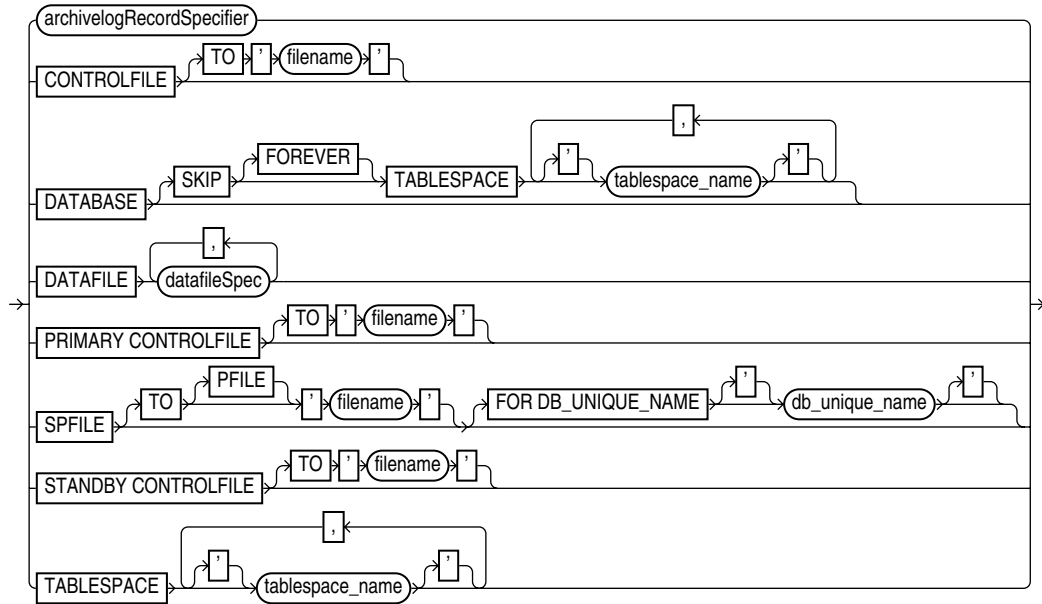 archivelogRecordSpecifier
TO ' filename '
CONTROLFILE
,
FOREVER ' '
SKIP TABLESPACE tablespace_name
DATABASE
,
DATAFILE datafileSpec
TO ' filename '
PRIMARY CONTROLFILE
PFILE ' '
TO ' filename ' FOR DB_UNIQUE_NAME db_unique_name
SPFILE
TO ' filename '
STANDBY CONTROLFILE
,
' '
TABLESPACE tablespace_name